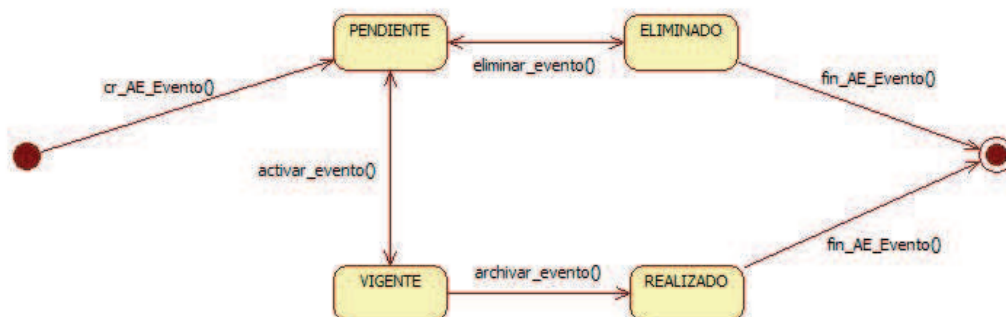 PENDIENTE
ELIMINADO
eliminar_evento()
cr_AE_Evento()
fin_AE_Evento()
activar_evento()
fin_AE_Evento()
VIGENTE
archivar_evento()
REALIZADO